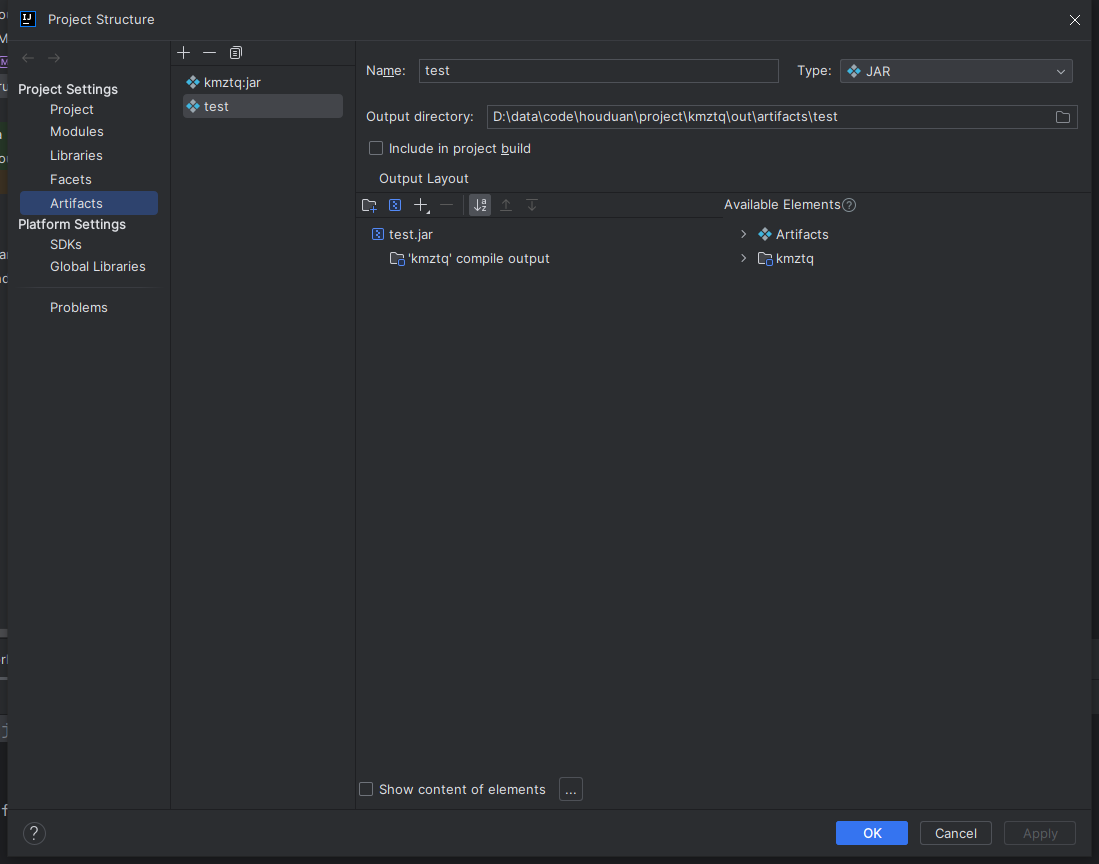 Project Structure
Name: test Type: JAR
Project Settings
Project
Modules
Libraries
Facets
Artifacts
Platform Settings
SDKs
Global Libraries
Problems
kmztq:jar
test
Output directory: D:\data\code\houduan\project\kmztq\out\artifacts\test
Include in project build
Output Layout
Available Elements
test.jar
'kmztq' compile output
Artifacts
kmztq
Show content of elements ...
? OK Cancel Apply